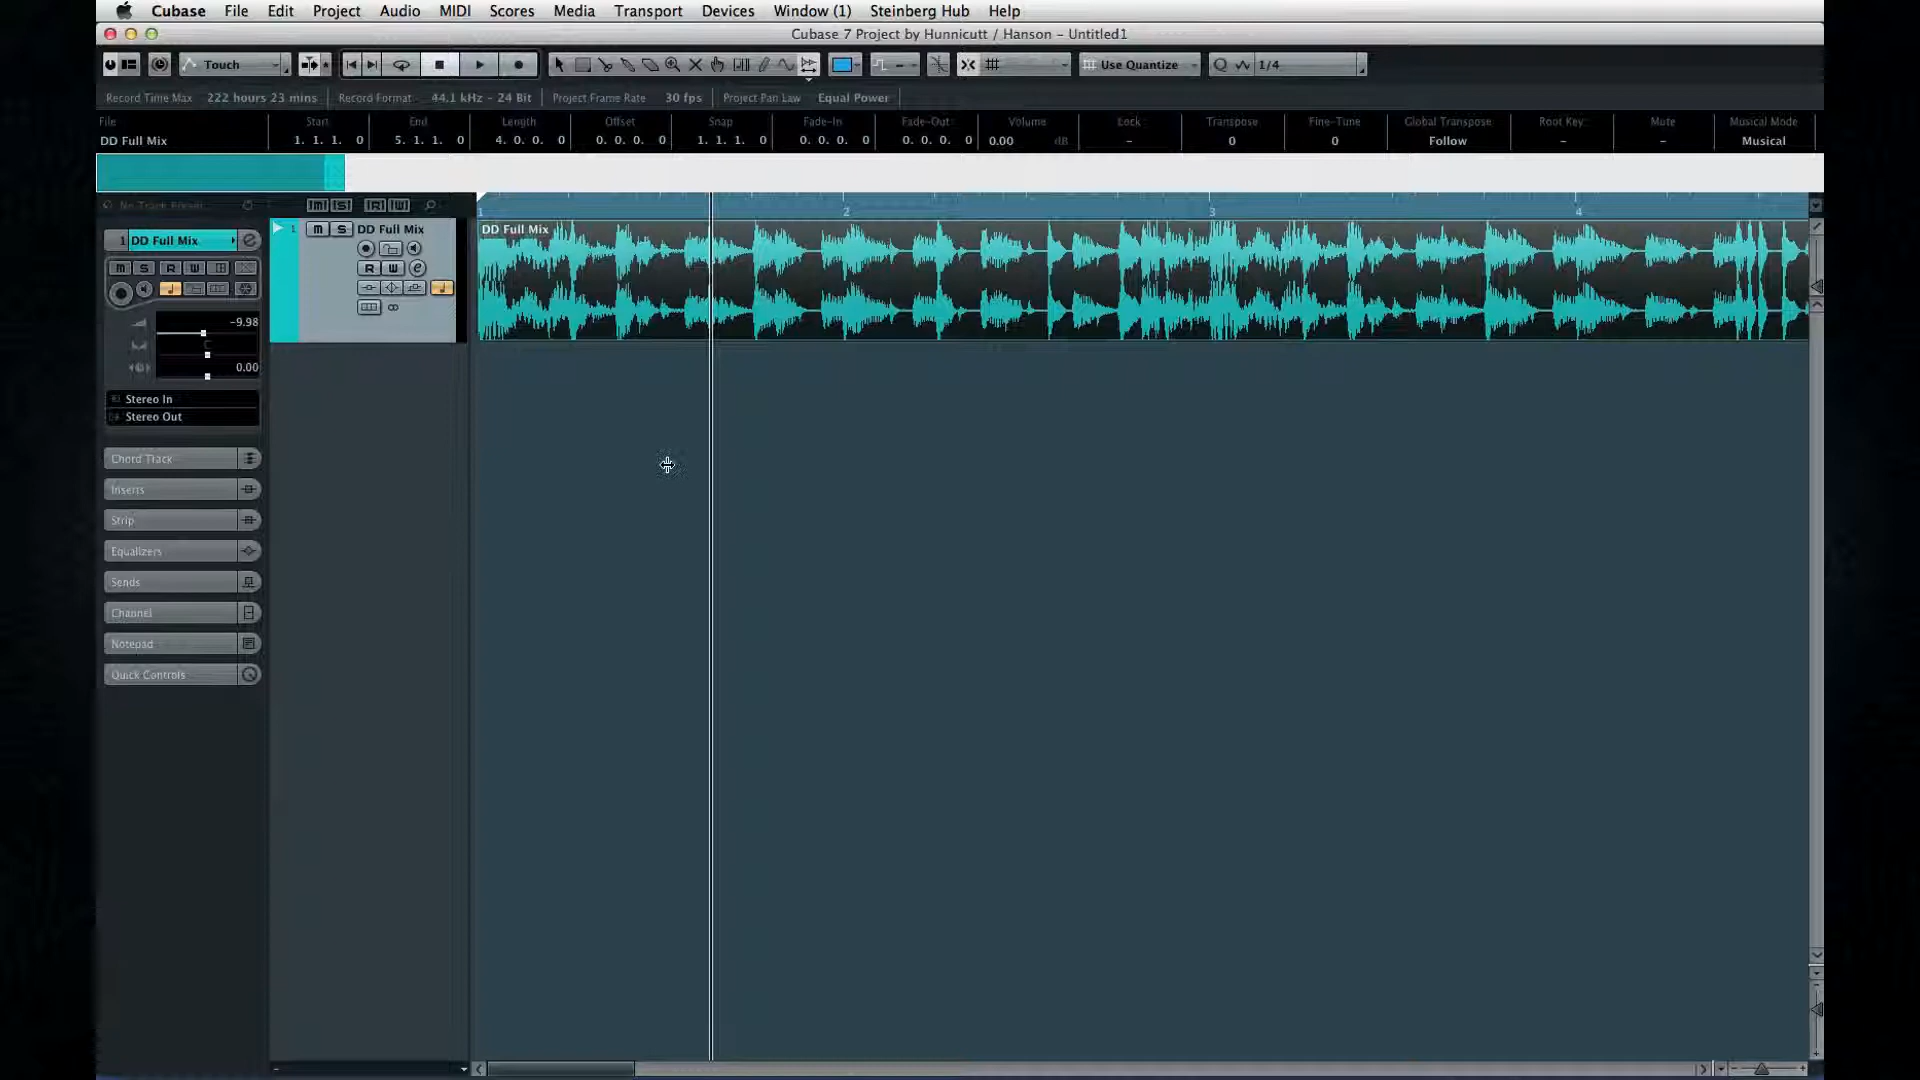 Cubase File Edit Project Audio MIDI Scores Media Transport Devices Window (1) Steinberg Hub Help
Cubase 7 Project by Hunnicutt / Hanson - Untitled1
Touch Use Quantize Q 1/4
Record Time Max 222 hours 23 mins Record Format 44.1 kHz - 24 Bit Project Frame Rate 30 fps Project Pan Law Equal Power
File Start End Length Offset Snap Fade-In Fade-Out Volume Lock Transpose Fine-Tune Global Transpose Root Key Mute Musical Mode
DD Full Mix 1. 1. 1. 0 5. 1. 1. 0 4. 0. 0. 0 0. 0. 0. 0 1. 1. 1. 0 0. 0. 0. 0 0. 0. 0. 0 0.00 dB - 0 0 Follow - - Musical
No Track Preset M S R W
1 2 3 4
1 DD Full Mix e 1 M S DD Full Mix DD Full Mix
M S R W
R W e
-9.98
C
0.00
Stereo In
Stereo Out
Chord Track
Inserts
Strip
Equalizers
Sends
Channel
Notepad
Quick Controls